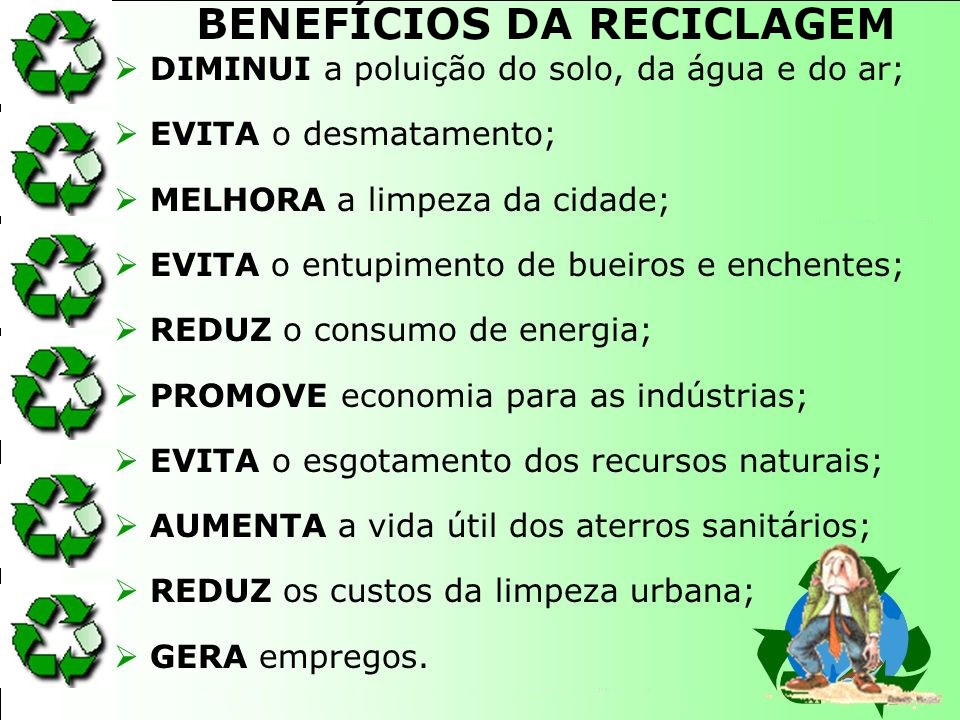 BENEFÍCIOS DA RECICLAGEM
DIMINUI a poluição do solo, da água e do ar;
EVITA o desmatamento;
MELHORA a limpeza da cidade;
EVITA o entupimento de bueiros e enchentes;
REDUZ o consumo de energia;
PROMOVE economia para as indústrias;
EVITA o esgotamento dos recursos naturais;
AUMENTA a vida útil dos aterros sanitários;
REDUZ os custos da limpeza urbana;
GERA empregos.